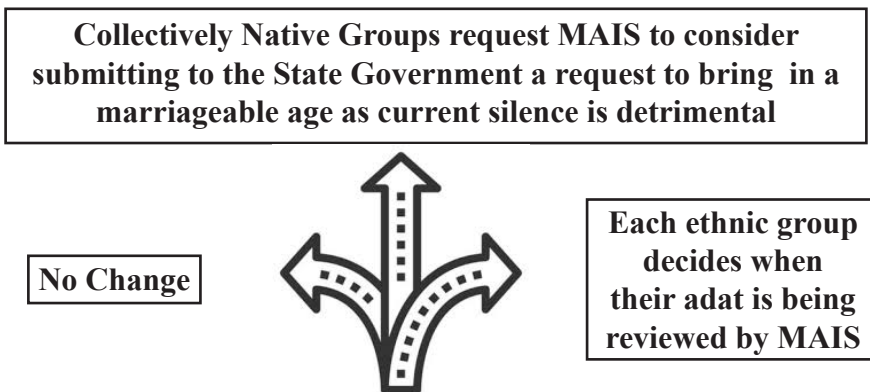 Collectively Native Groups request MAIS to consider
submitting to the State Government a request to bring in a
marriageable age as current silence is detrimental
No Change
Each ethnic group
decides when
their adat is being
reviewed by MAIS